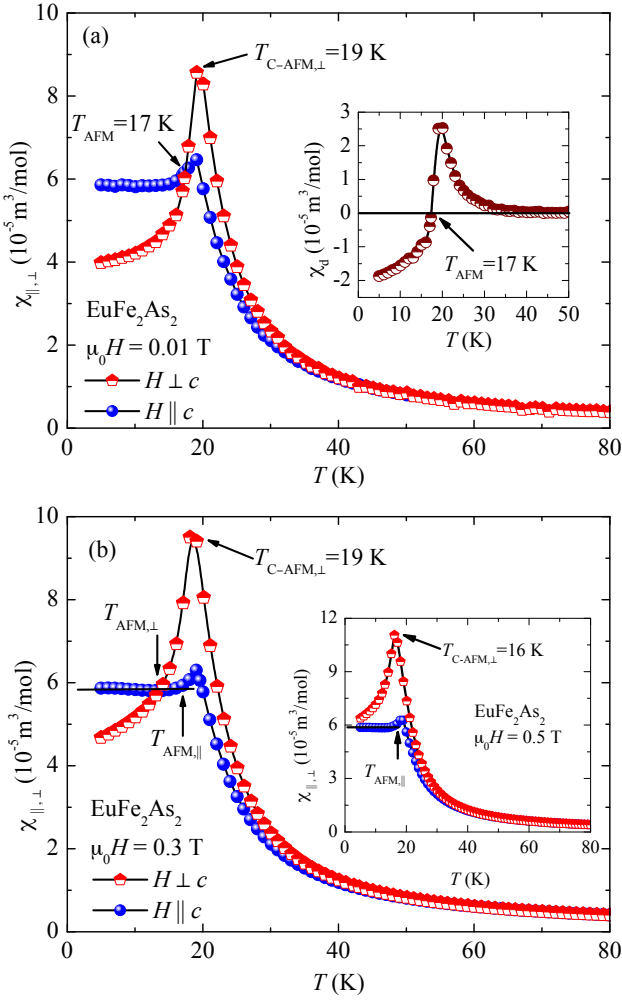 (a)
T_C−AFM,⊥=19 K
T_AFM=17 K
χ_∥,⊥ (10⁻⁵ m³/mol)
10
8
6
4
2
0
EuFe₂As₂
μ₀H = 0.01 T
H ⊥ c
H ∥ c
0 20 40 60 80
T (K)
χ_d (10⁻⁵ m³/mol)
3
2
1
0
-1
-2
T_AFM=17 K
0 10 20 30 40 50
T (K)
(b)
T_C−AFM,⊥=19 K
T_AFM,⊥
T_AFM,∥
χ_∥,⊥ (10⁻⁵ m³/mol)
10
8
6
4
2
0
EuFe₂As₂
μ₀H = 0.3 T
H ⊥ c
H ∥ c
0 20 40 60 80
T (K)
χ_∥,⊥ (10⁻⁵ m³/mol)
12
9
6
3
0
T_C−AFM,⊥=16 K
EuFe₂As₂
μ₀H = 0.5 T
T_AFM,∥
0 20 40 60 80
T (K)